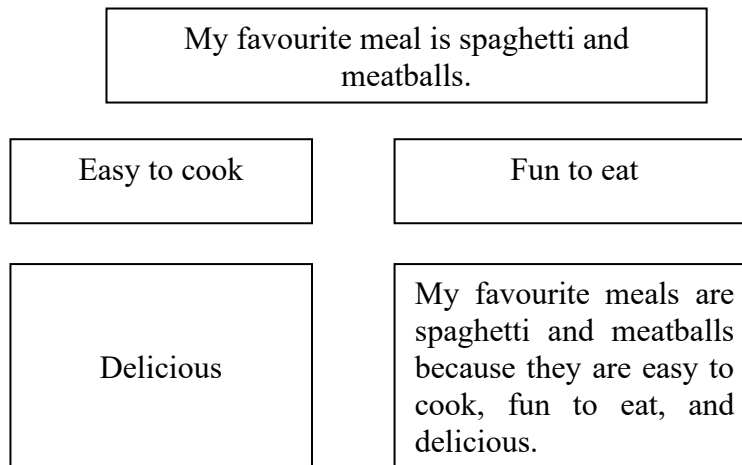 My favourite meal is spaghetti and
meatballs.
Easy to cook
Fun to eat
Delicious
My favourite meals are
spaghetti and meatballs
because they are easy to
cook, fun to eat, and
delicious.